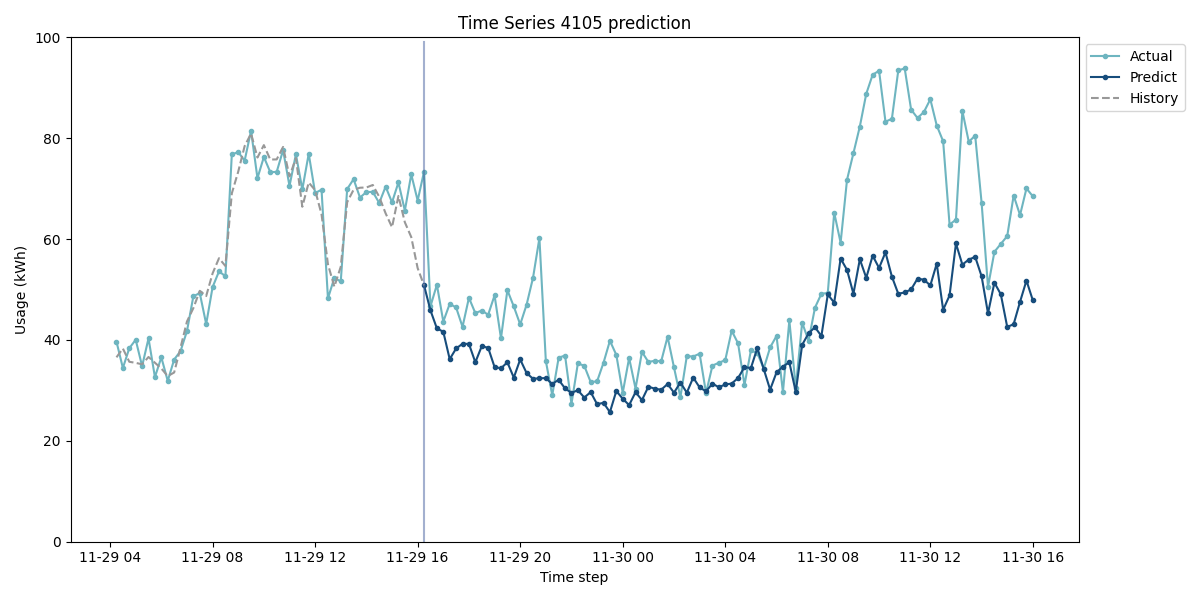 Time Series 4105 prediction
100
80
60
40
20
0
Usage (kWh)
11-29 04
11-29 08
11-29 12
11-29 16
11-29 20
11-30 00
11-30 04
11-30 08
11-30 12
11-30 16
Time step
Actual
Predict
History